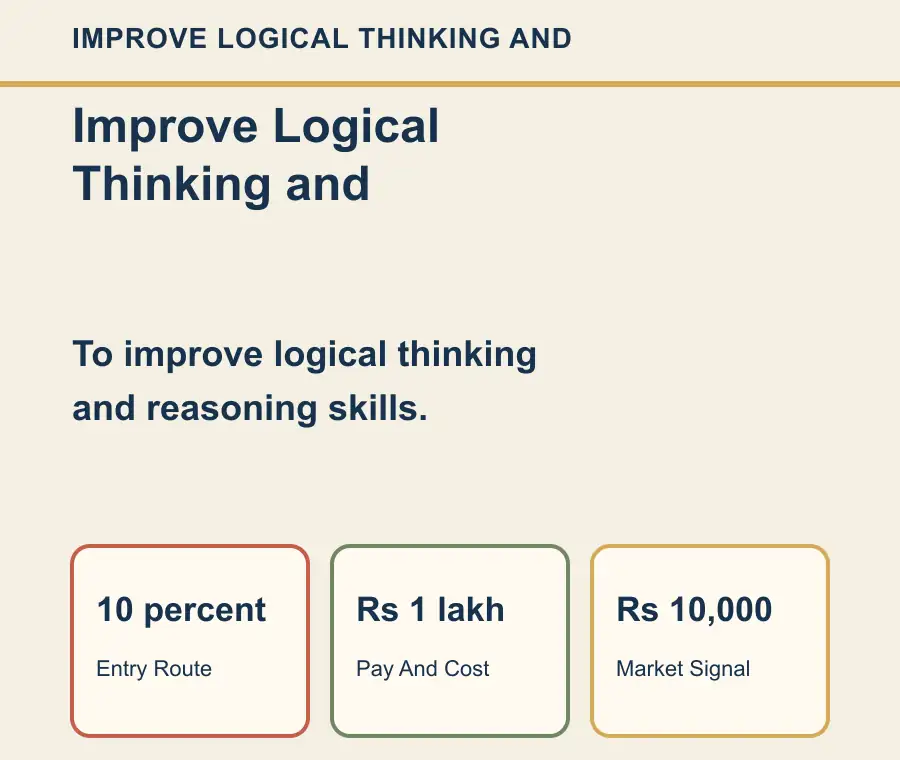 IMPROVE LOGICAL THINKING AND
Improve Logical
Thinking and
To improve logical thinking
and reasoning skills.
10 percent
Entry Route
Rs 1 lakh
Pay And Cost
Rs 10,000
Market Signal